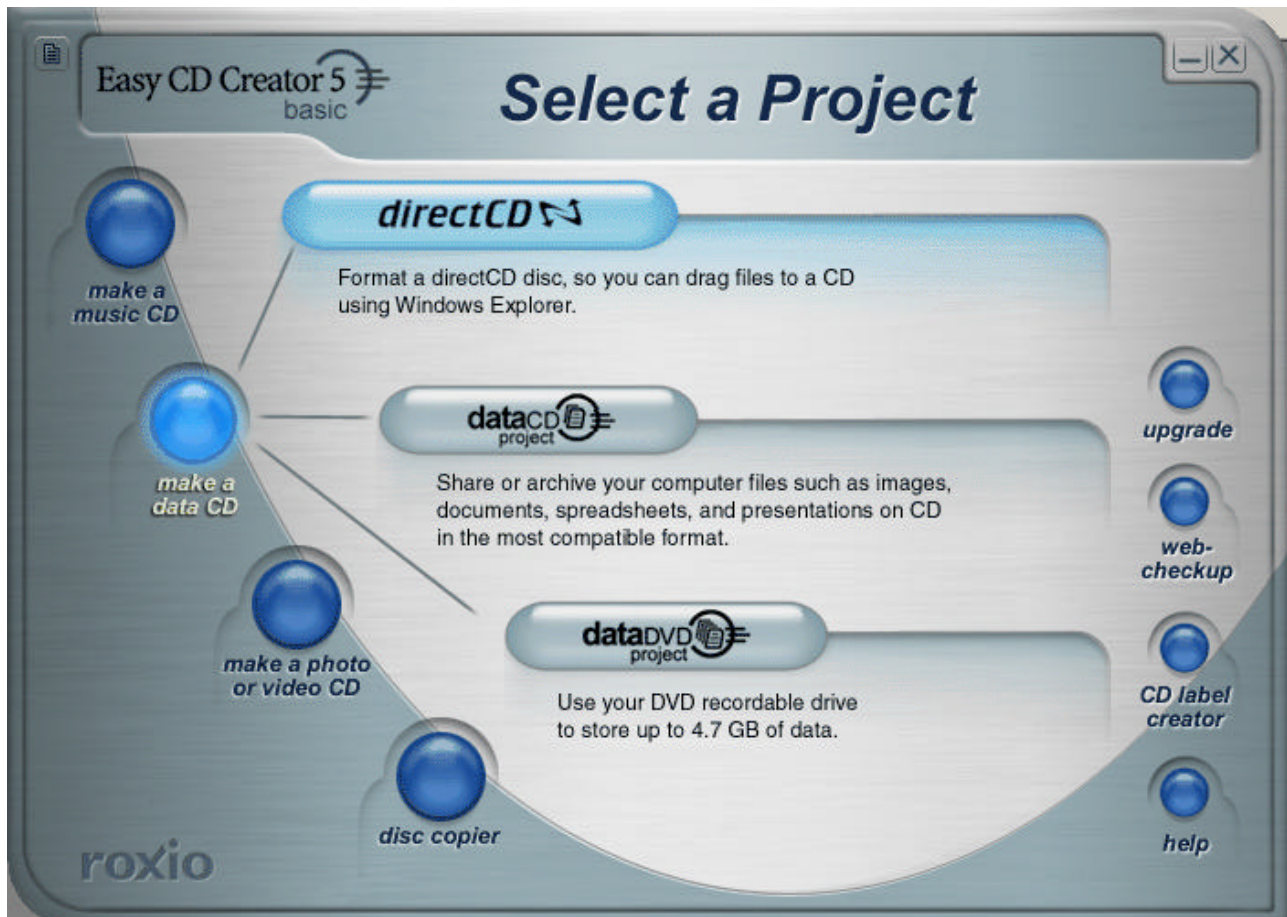 Easy CD Creator 5
basic
Select a Project
make a
music CD
directCD
Format a directCD disc, so you can drag files to a CD
using Windows Explorer.
make a
data CD
dataCD
project
Share or archive your computer files such as images,
documents, spreadsheets, and presentations on CD
in the most compatible format.
make a photo
or video CD
dataDVD
project
Use your DVD recordable drive
to store up to 4.7 GB of data.
disc copier
upgrade
web-
checkup
CD label
creator
help
roxio